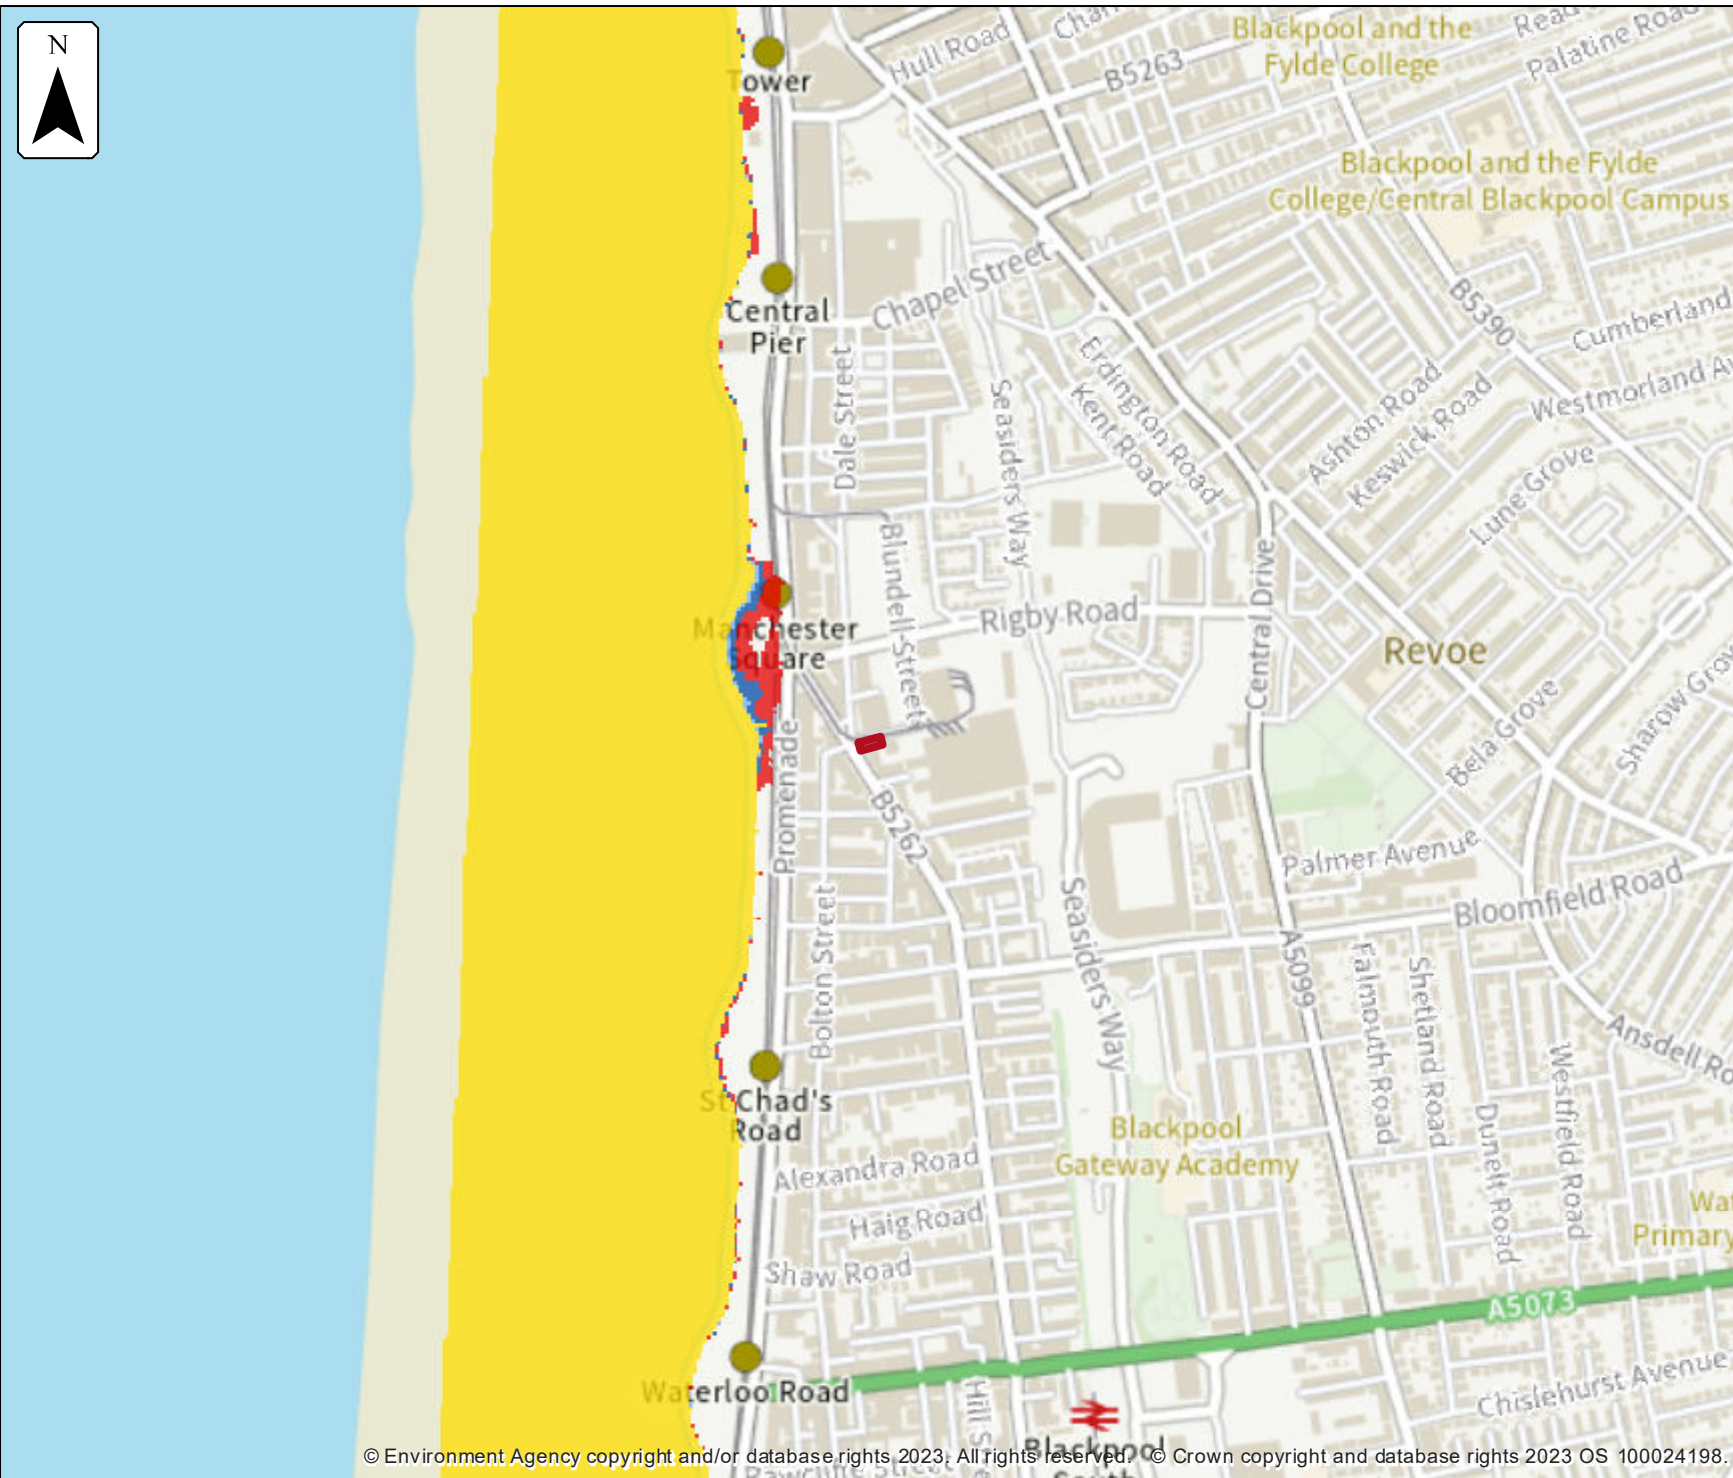 N
Tower
Hull Road
B5263
Blackpool and the
Fylde College
Palatine Road
Blackpool and the Fylde
College/Central Blackpool Campus
Central
Pier
Chapel Street
B5390
Cumberland
Dale Street
Seasiders Way
Erdington Road
Kent Road
Ashton Road
Keswick Road
Westmorland
Lune Grove
Blundell Street
Manchester
Square
Rigby Road
Central Drive
Revoe
Bela Grove
Sharow
Promenade
B5262
Palmer Avenue
Bloomfield Road
Bolton Street
Seasiders Way
A5099
Falmouth Road
Shetland Road
Dunelt Road
Westfield Road
Ansdell
St Chad's
Road
Blackpool
Gateway Academy
Alexandra Road
Haig Road
Shaw Road
Primary
A5073
Waterloo Road
Chislehurst Avenue
Blackpool
South
© Environment Agency copyright and/or database rights 2023. All rights reserved. © Crown copyright and database rights 2023 OS 100024198.